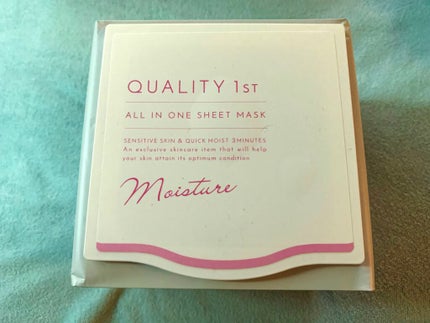 QUALITY 1ST
ALL IN ONE SHEET MASK
SENSITIVE SKIN & QUICK MOIST 3MINUTES
An exclusive skincare item that will help
your skin attain its optimum condition
Moisture